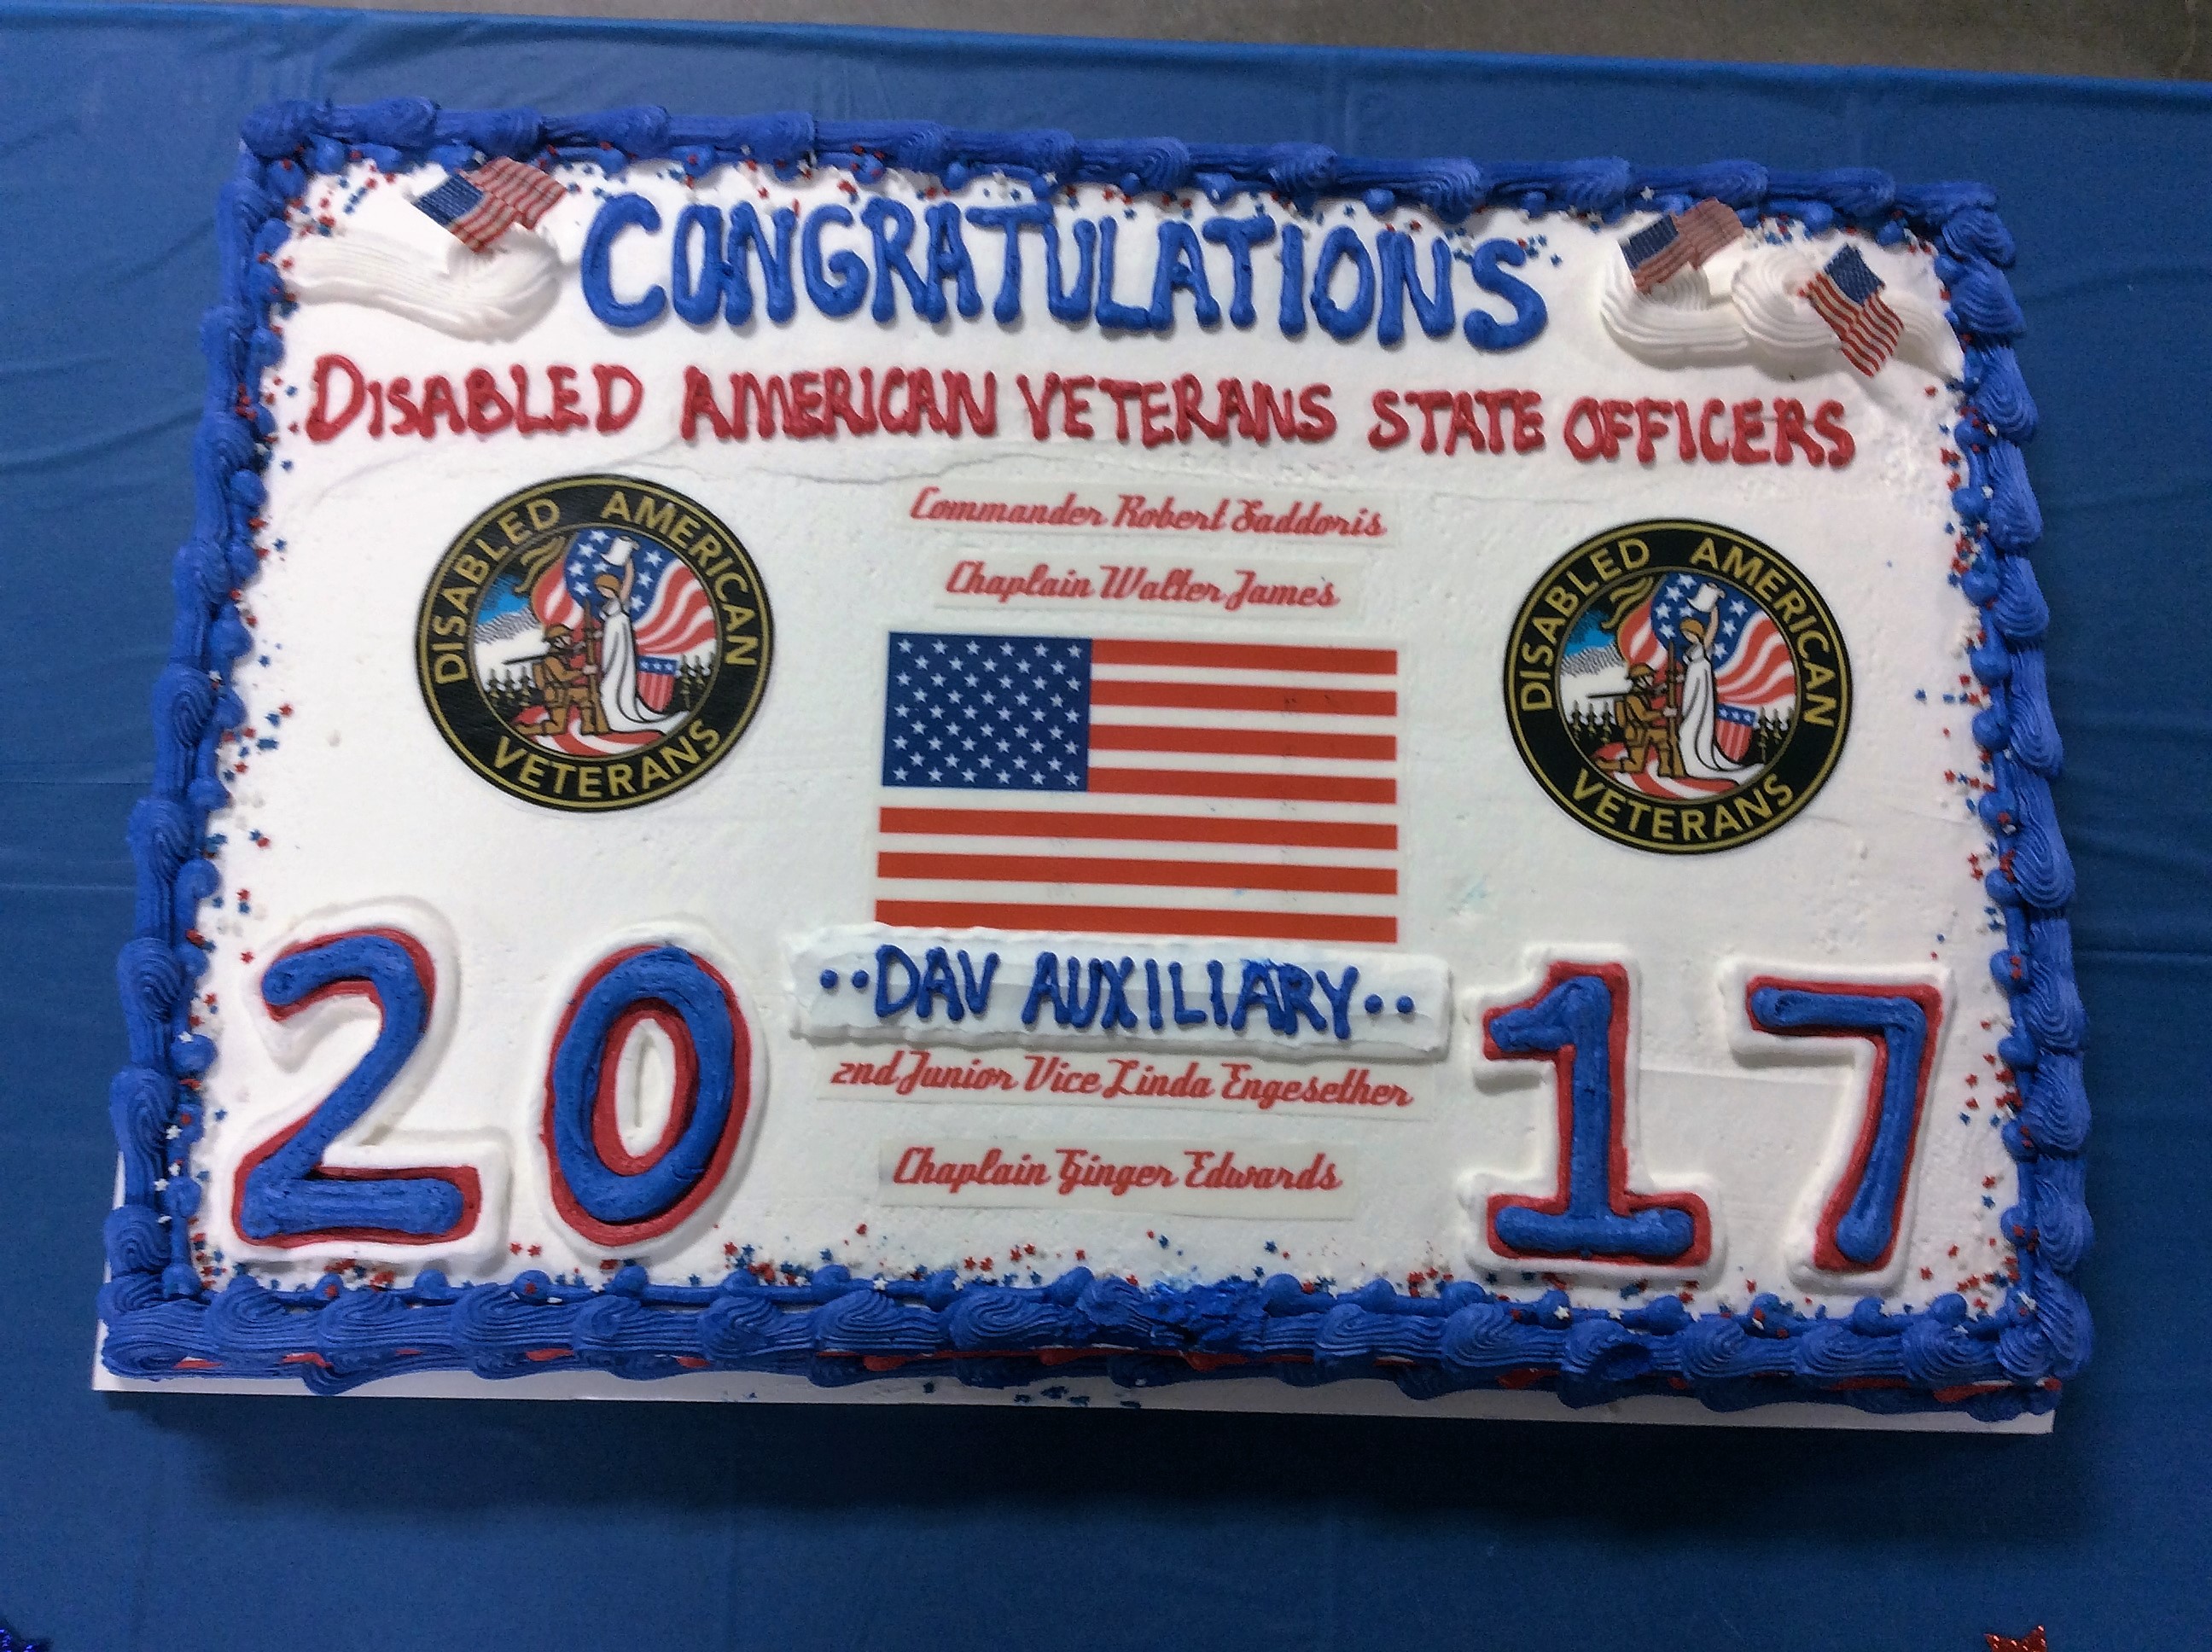 CONGRATULATIONS
DISABLED AMERICAN VETERANS STATE OFFICERS
Commander Robert Saddoris
Chaplain Walter James
DISABLED AMERICAN VETERANS
DISABLED AMERICAN VETERANS
20 17
··DAV AUXILIARY··
2nd Junior Vice Linda Engesether
Chaplain Ginger Edwards